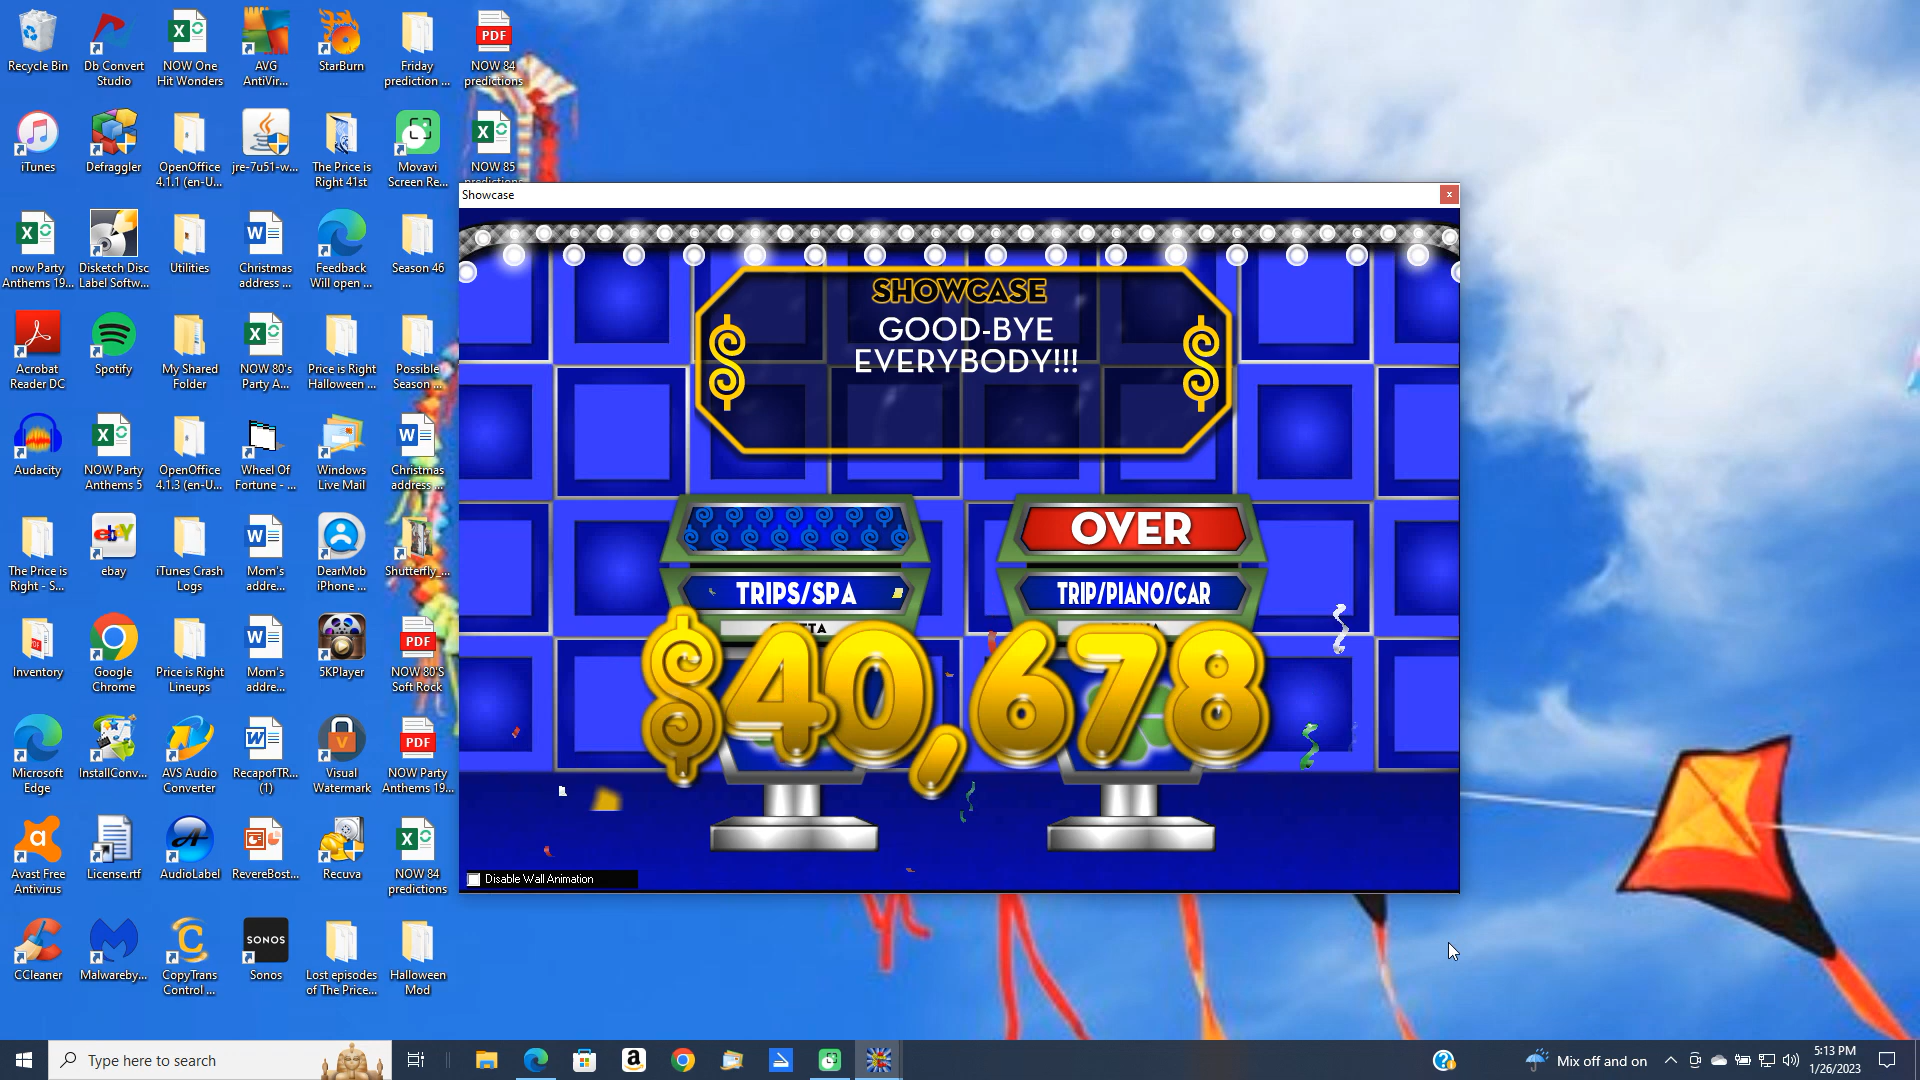 Recycle Bin
Db Convert
Studio
NOW One
Hit Wonders
AVG
AntiVir...
StarBurn
Friday
prediction ...
PDF
NOW 84
predictions
iTunes
Defraggler
OpenOffice
4.1.1 (en-U...
jre-7u51-w...
The Price is
Right 41st
Movavi
Screen Re...
NOW 85
predictions
now Party
Anthems 19...
Disketch Disc
Label Softw...
Utilities
Christmas
address ...
Feedback
Will open ...
Season 46
Acrobat
Reader DC
Spotify
My Shared
Folder
NOW 80's
Party A...
Price is Right
Halloween ...
Possible
Season ...
Audacity
NOW Party
Anthems 5
OpenOffice
4.1.3 (en-U...
Wheel Of
Fortune - ...
Windows
Live Mail
Christmas
address ...
The Price is
Right - S...
ebay
ebay
iTunes Crash
Logs
Mom's
addre...
DearMob
iPhone ...
Shutterfly_...
Inventory
Google
Chrome
Price is Right
Lineups
Mom's
addre...
5KPlayer
PDF
NOW 80'S
Soft Rock
Microsoft
Edge
InstallConv...
AVS Audio
Converter
RecapofTR...
(1)
Visual
Watermark
PDF
NOW Party
Anthems 19...
Avast Free
Antivirus
License.rtf
AudioLabel
RevereBost...
Recuva
NOW 84
predictions
CCleaner
Malwareby...
CopyTrans
Control ...
SONOS
Sonos
Lost episodes
of The Price...
Halloween
Mod
Showcase
SHOWCASE
GOOD-BYE
EVERYBODY!!!
OVER
TRIPS/SPA
TRIP/PIANO/CAR
$40,678
Disable Wall Animation
Type here to search
Mix off and on
5:13 PM
1/26/2023